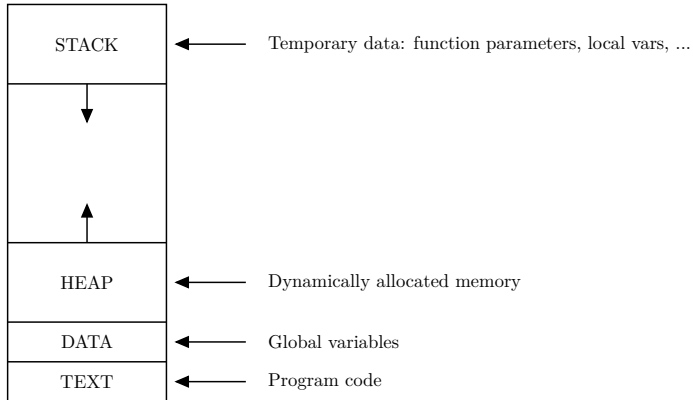 STACK
Temporary data: function parameters, local vars, ...
HEAP
Dynamically allocated memory
DATA
Global variables
TEXT
Program code